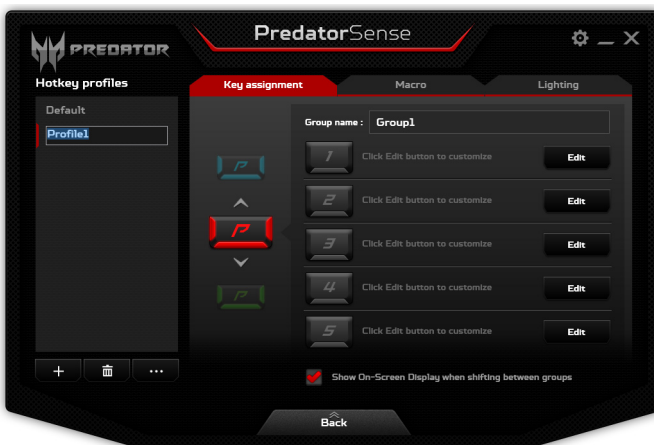 PREDATOR
PredatorSense
Hotkey profiles
Default
Profile1
Key assignment
Macro
Lighting
Group name : Group1
1 Click Edit button to customize Edit
2 Click Edit button to customize Edit
3 Click Edit button to customize Edit
4 Click Edit button to customize Edit
5 Click Edit button to customize Edit
Show On-Screen Display when shifting between groups
Back